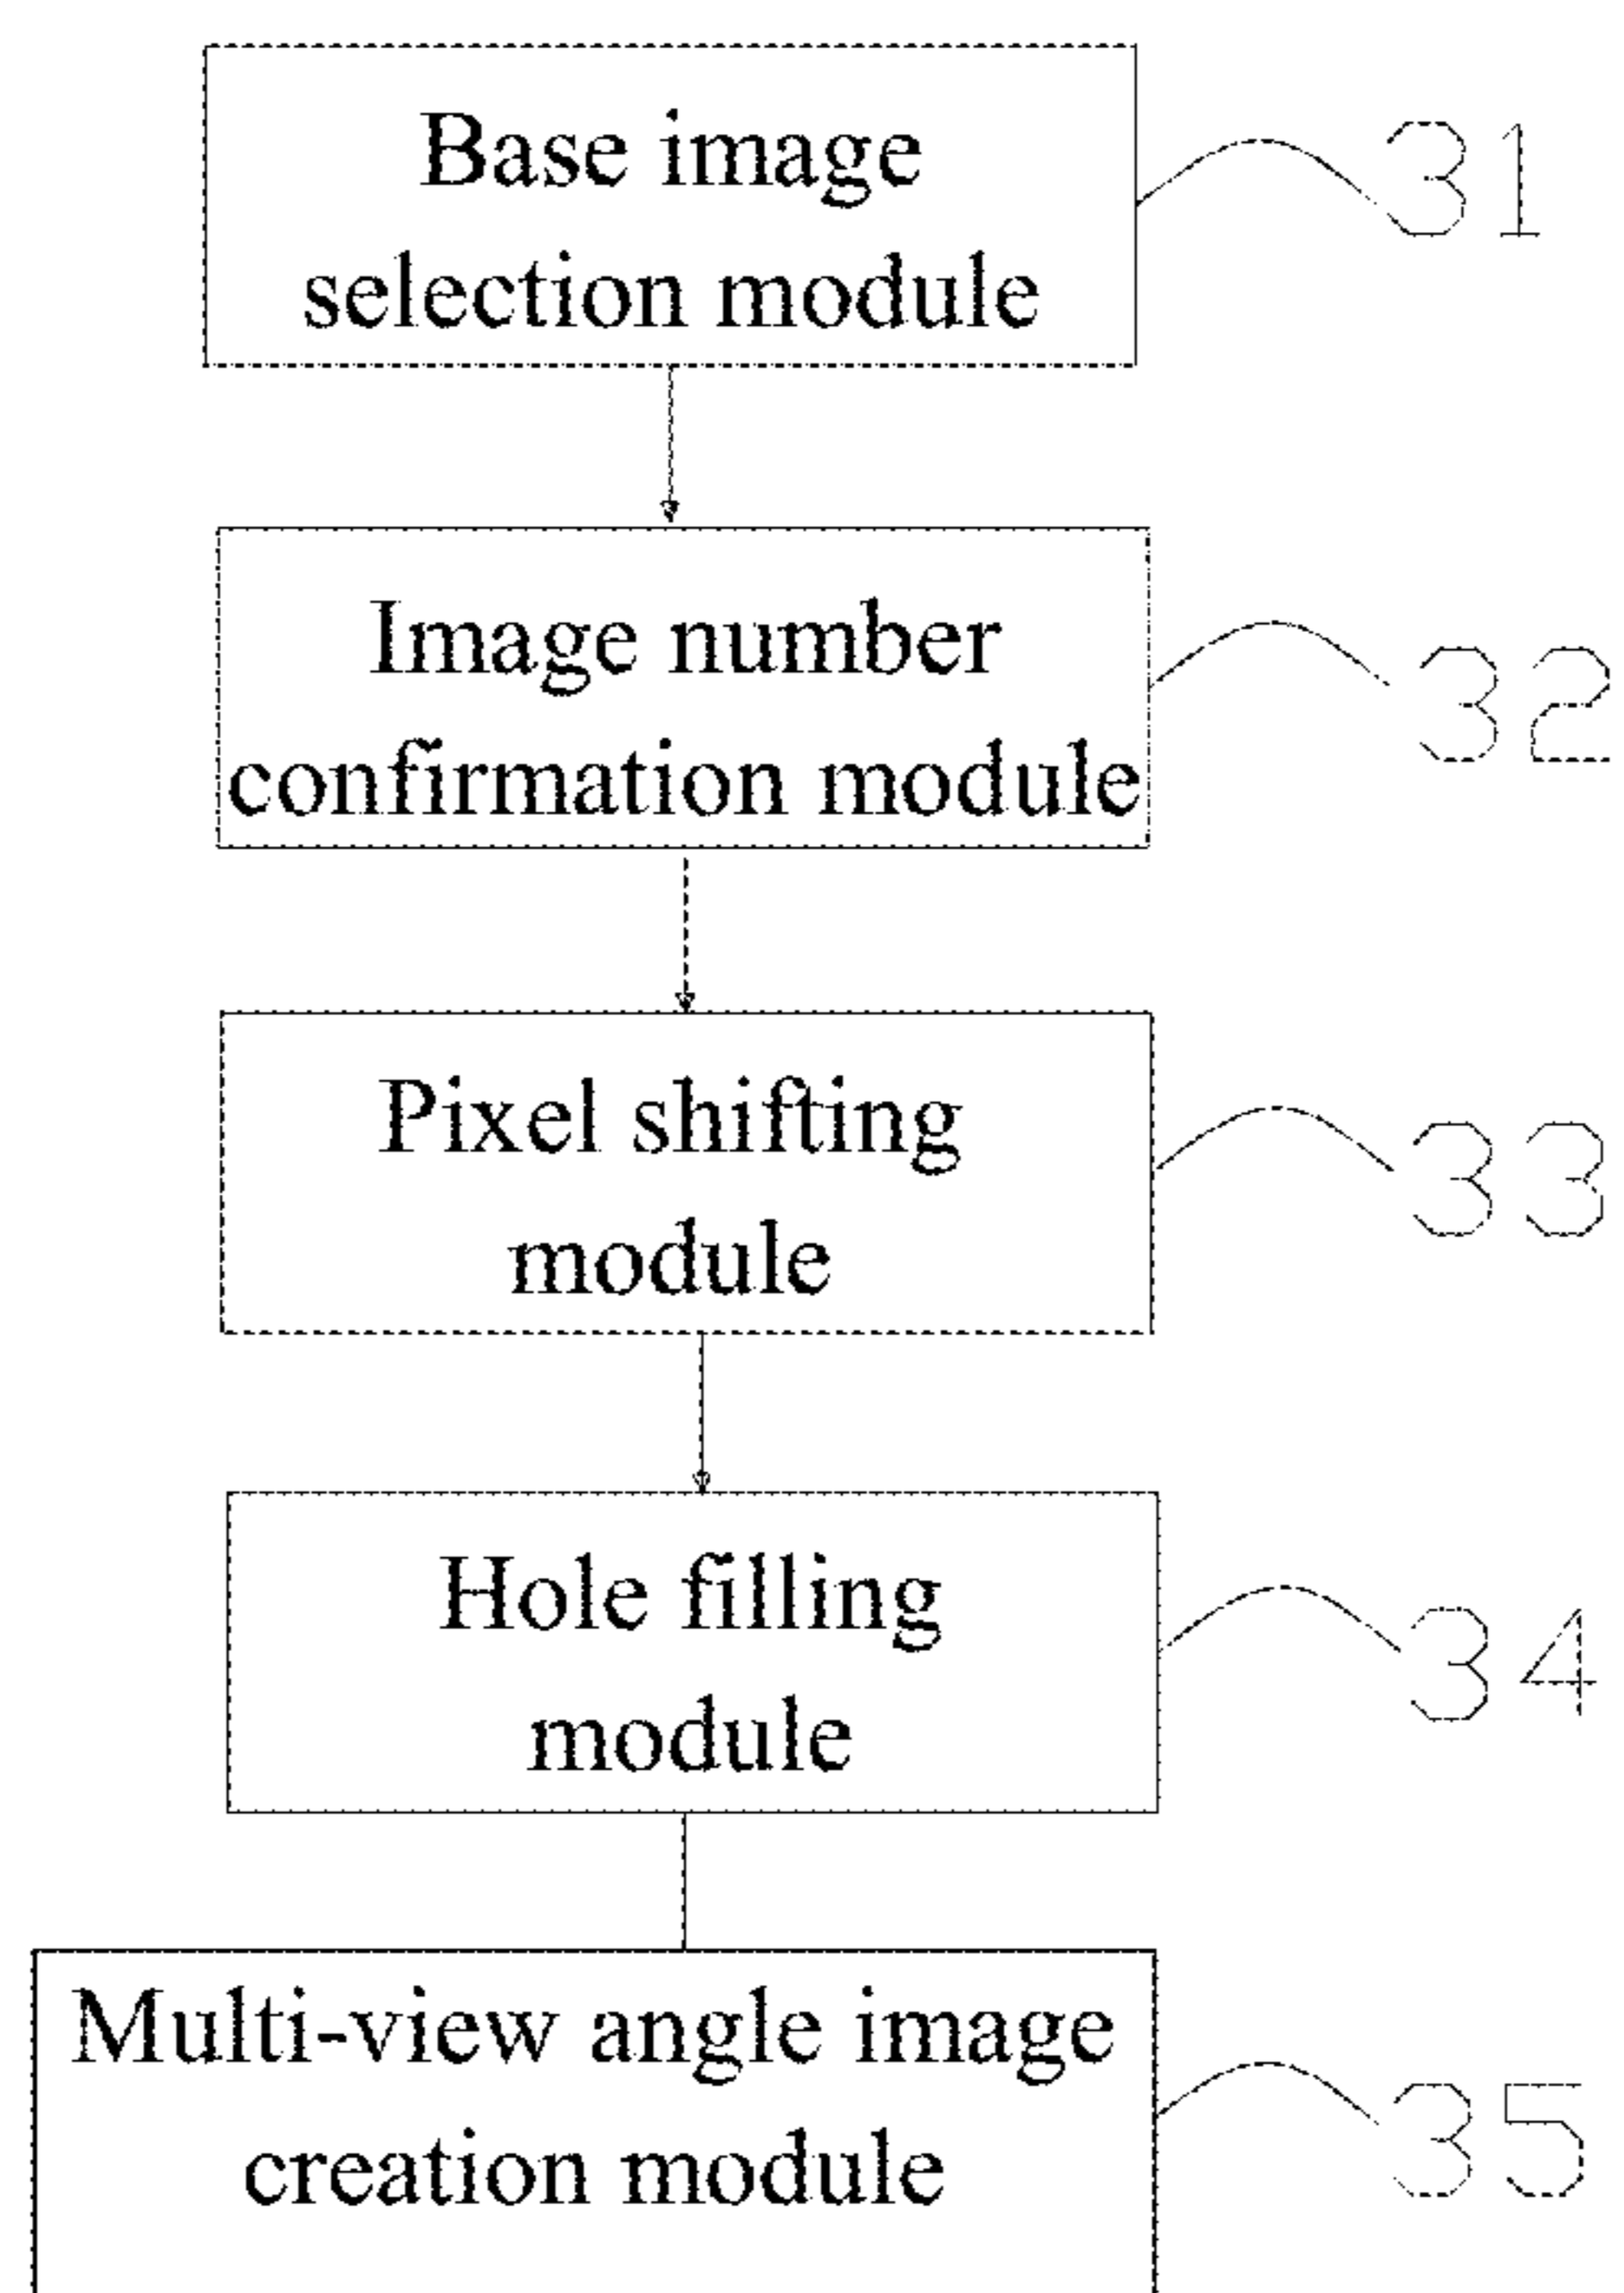 Base image
selection module
31
Image number
confirmation module
32
Pixel shifting
module
33
Hole filling
module
34
Multi-view angle image
creation module
35